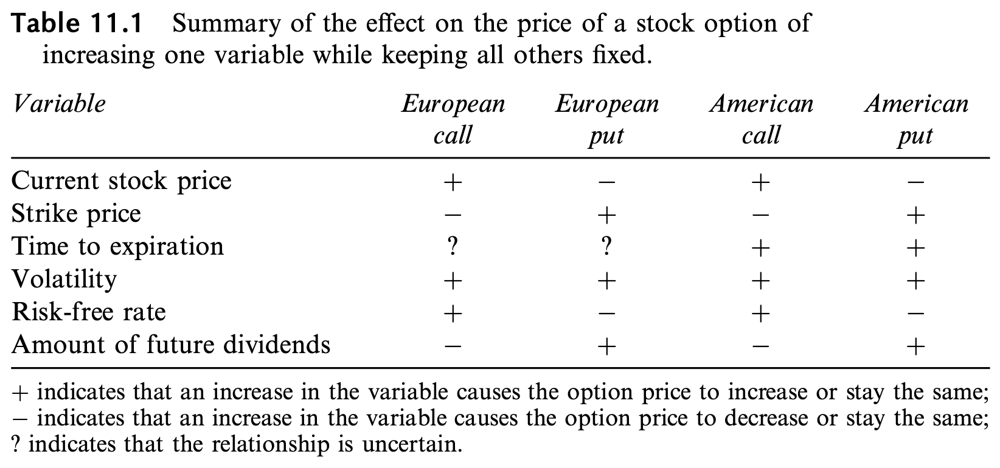 Table 11.1 Summary of the effect on the price of a stock option of
increasing one variable while keeping all others fixed.
Variable European call European put American call American put
Current stock price + − + −
Strike price − + − +
Time to expiration ? ? + +
Volatility + + + +
Risk-free rate + − + −
Amount of future dividends − + − +
+ indicates that an increase in the variable causes the option price to increase or stay the same;
− indicates that an increase in the variable causes the option price to decrease or stay the same;
? indicates that the relationship is uncertain.